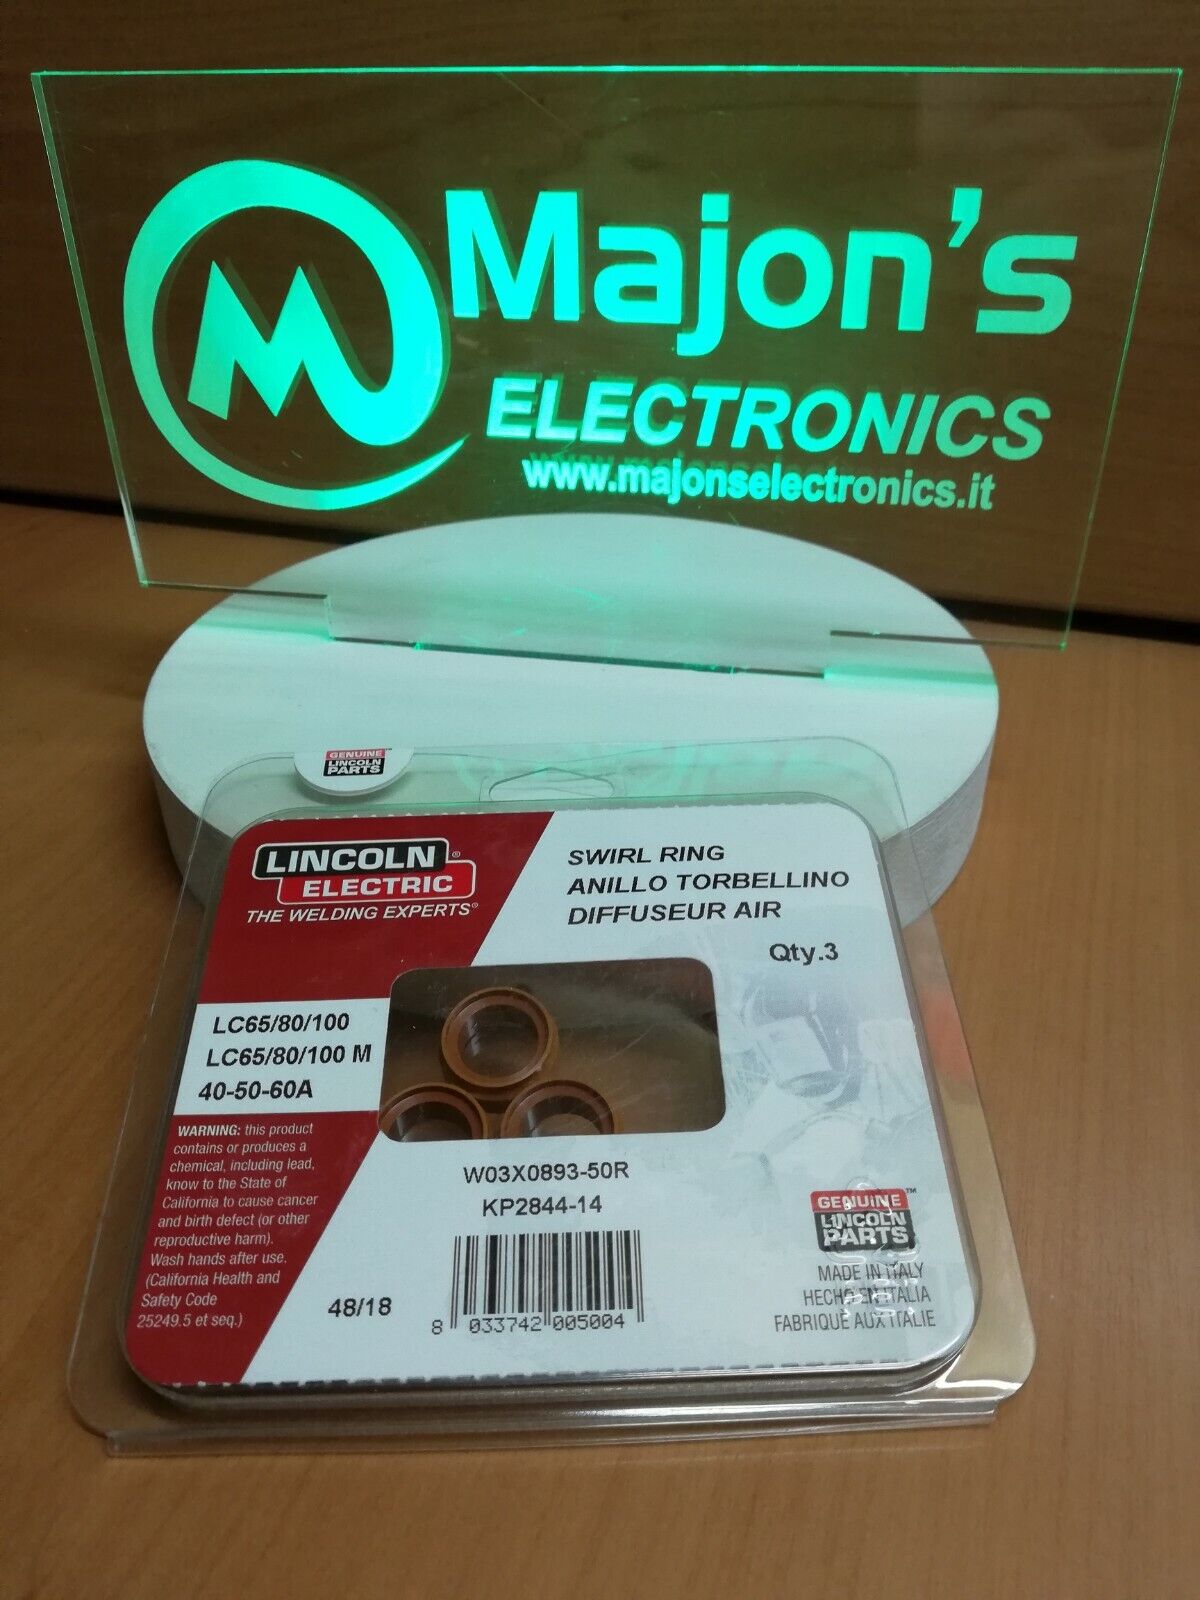 M
Majon's
ELECTRONICS
www.majonselectronics.it
GENUINE
LINCOLN
PARTS
™
LINCOLN ®
ELECTRIC
THE WELDING EXPERTS®
SWIRL RING
ANILLO TORBELLINO
DIFFUSEUR AIR
Qty.3
LC65/80/100
LC65/80/100 M
40-50-60A
WARNING: this product
contains or produces a
chemical, including lead,
know to the State of
California to cause cancer
and birth defect (or other
reproductive harm).
Wash hands after use.
(California Health and
Safety Code
25249.5 et seq.)
W03X0893-50R
KP2844-14
48/18
8 033742 005004
GENUINE™
LINCOLN
PARTS
MADE IN ITALY
HECHO EN ITALIA
FABRIQUÉ AUX ITALIE